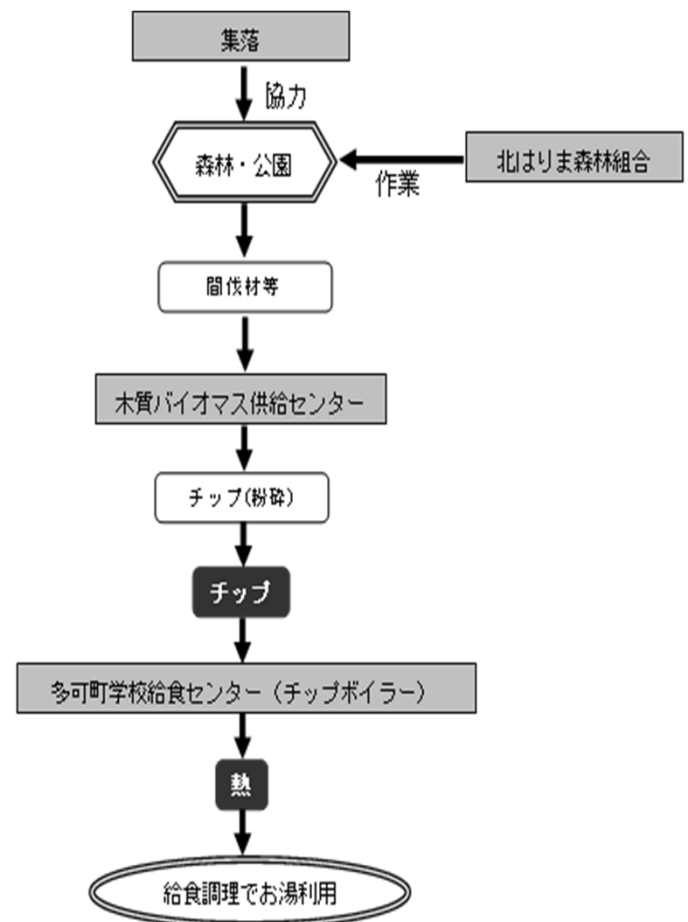 集落
協力
森林・公園
北はりま森林組合
作業
間伐材等
木質バイオマス供給センター
チップ(粉砕)
チップ
多可町学校給食センター（チップボイラー）
熱
給食調理でお湯利用